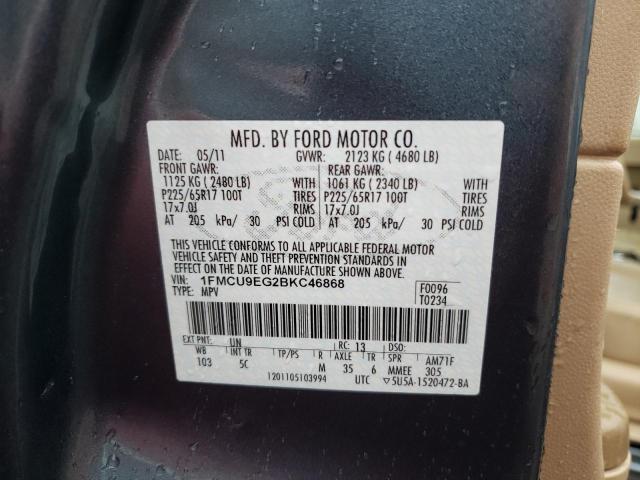 MFD. BY FORD MOTOR CO.
DATE: 05/11 GVWR: 2123 KG ( 4680 LB)
FRONT GAWR: REAR GAWR:
1125 KG ( 2480 LB) WITH 1061 KG ( 2340 LB) WITH
P225/65R17 100T TIRES P225/65R17 100T TIRES
17x7.0J RIMS 17x7.0J RIMS
AT 205 kPa/ 30 PSI COLD AT 205 kPa/ 30 PSI COLD
THIS VEHICLE CONFORMS TO ALL APPLICABLE FEDERAL MOTOR
VEHICLE SAFETY AND THEFT PREVENTION STANDARDS IN
EFFECT ON THE DATE OF MANUFACTURE SHOWN ABOVE.
VIN: 1FMCU9EG2BKC46868 F0096
TYPE: MPV T0234
EXT PNT: UN RC: 13 DSO:
WB INT TR TP/PS R AXLE TR SPR AM71F
103 5C M 35 6 MMEE 305
1201105103994 UTC ▽5U5A-1520472-BA